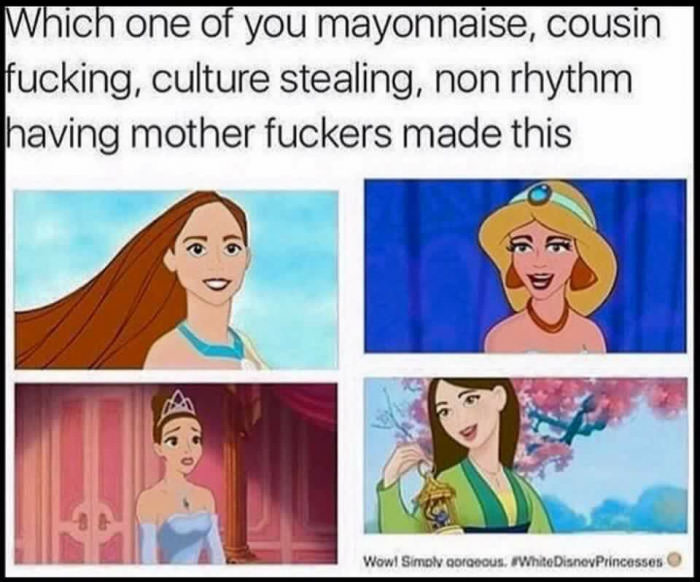 Which one of you mayonnaise, cousin
fucking, culture stealing, non rhythm
having mother fuckers made this
Wow! Simply gorgeous. #WhiteDisneyPrincesses